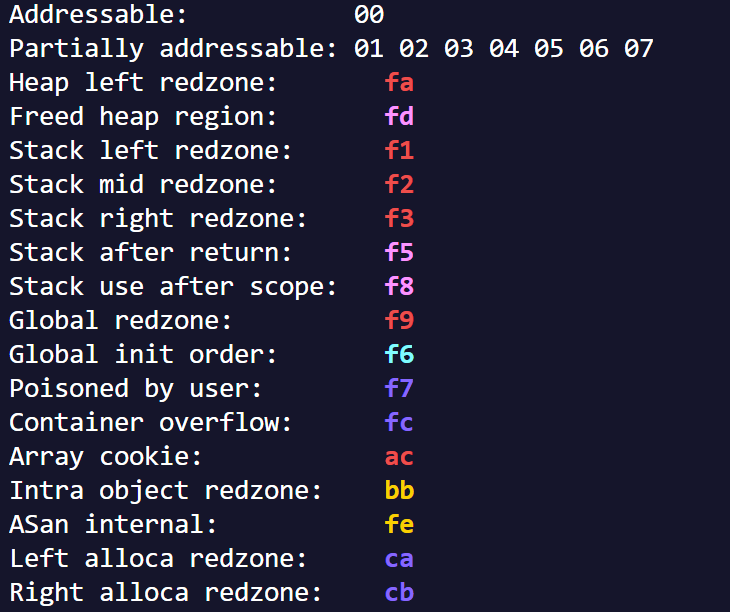 Addressable:           00
Partially addressable: 01 02 03 04 05 06 07
Heap left redzone:       fa
Freed heap region:       fd
Stack left redzone:      f1
Stack mid redzone:       f2
Stack right redzone:     f3
Stack after return:      f5
Stack use after scope:   f8
Global redzone:          f9
Global init order:       f6
Poisoned by user:        f7
Container overflow:      fc
Array cookie:            ac
Intra object redzone:    bb
ASan internal:           fe
Left alloca redzone:     ca
Right alloca redzone:    cb